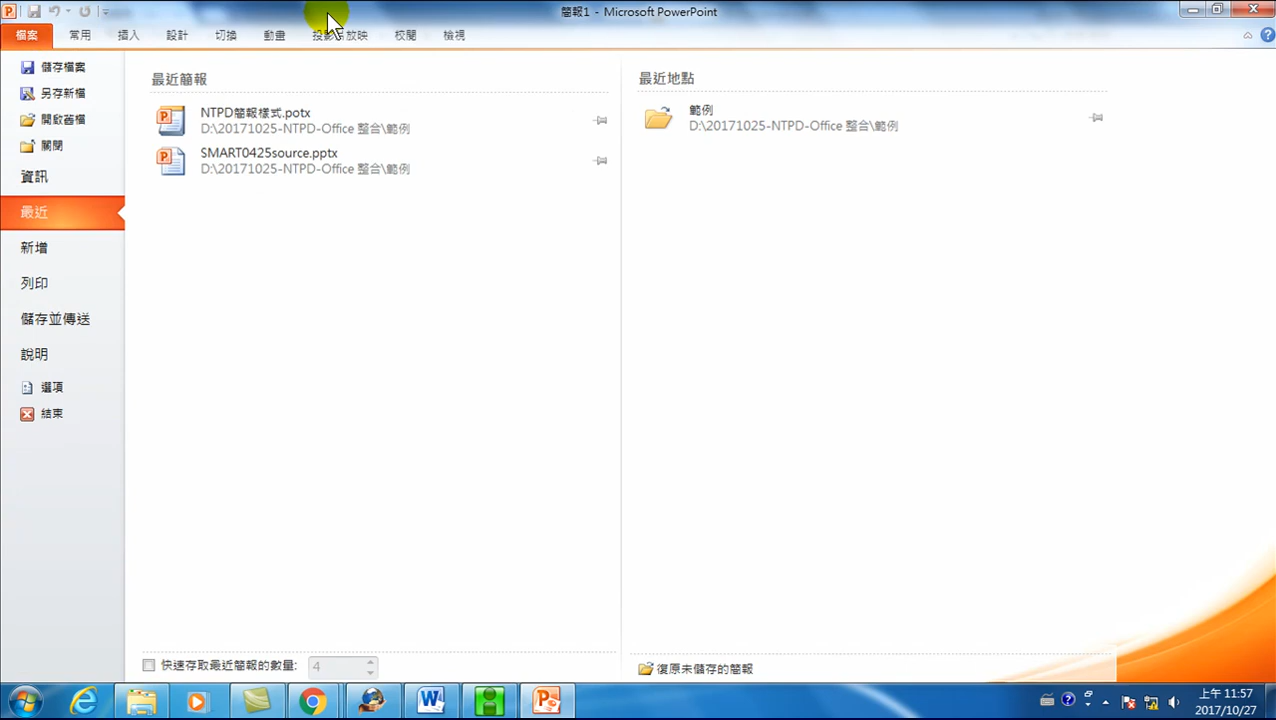 簡報1 - Microsoft PowerPoint
檔案 常用 插入 設計 切換 動畫 投影片放映 校閱 檢視
儲存檔案
另存新檔
開啟舊檔
關閉
資訊
最近
新增
列印
儲存並傳送
說明
選項
結束
最近簡報
NTPD簡報樣式.potx
D:\20171025-NTPD-Office 整合\範例
SMART0425source.pptx
D:\20171025-NTPD-Office 整合\範例
快速存取最近簡報的數量: 4
最近地點
範例
D:\20171025-NTPD-Office 整合\範例
復原未儲存的簡報
上午 11:57
2017/10/27